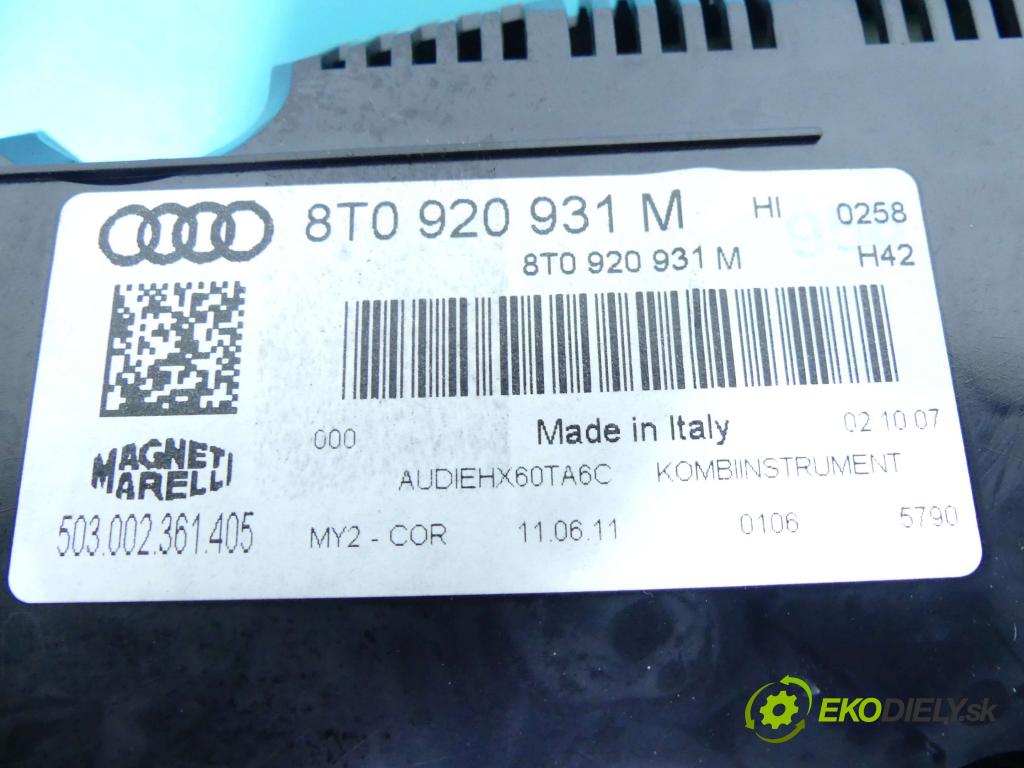 8T0 920 931 M HI 0258
8T0 920 931 M H42
000 Made in Italy 02 10 07
MAGNETI
MARELLI
AUDIEHX60TA6C KOMBIINSTRUMENT
503.002.361.405 MY2 - COR 11.06.11 0106 5790
EKODIELY.sk